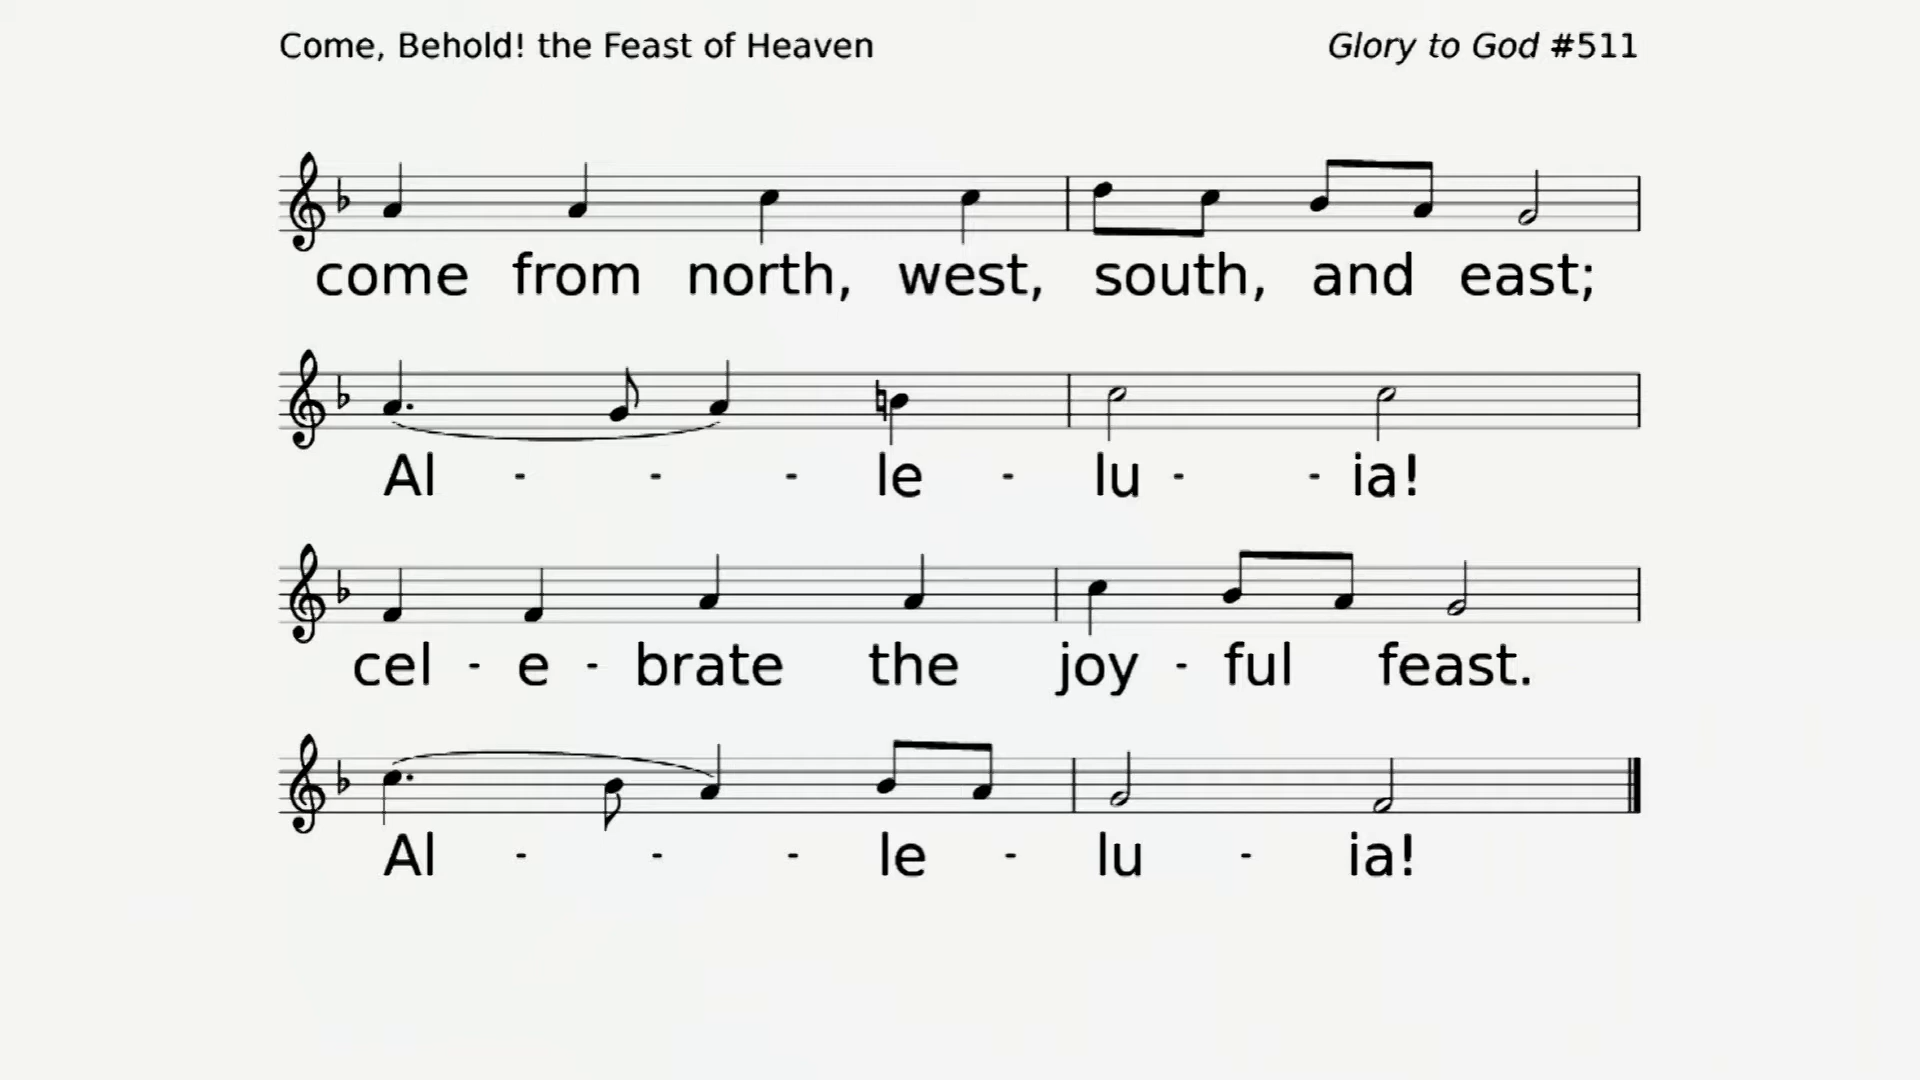 Come, Behold! the Feast of Heaven Glory to God #511
come from north, west, south, and east;
Al - - - le - lu - - ia!
cel - e - brate the joy - ful feast.
Al - - - le - lu - ia!